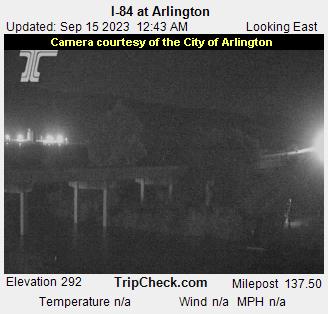 I-84 at Arlington
Updated: Sep 15 2023 12:43 AM Looking East
Camera courtesy of the City of Arlington
Elevation 292 TripCheck.com Milepost 137.50
Temperature n/a Wind n/a MPH n/a